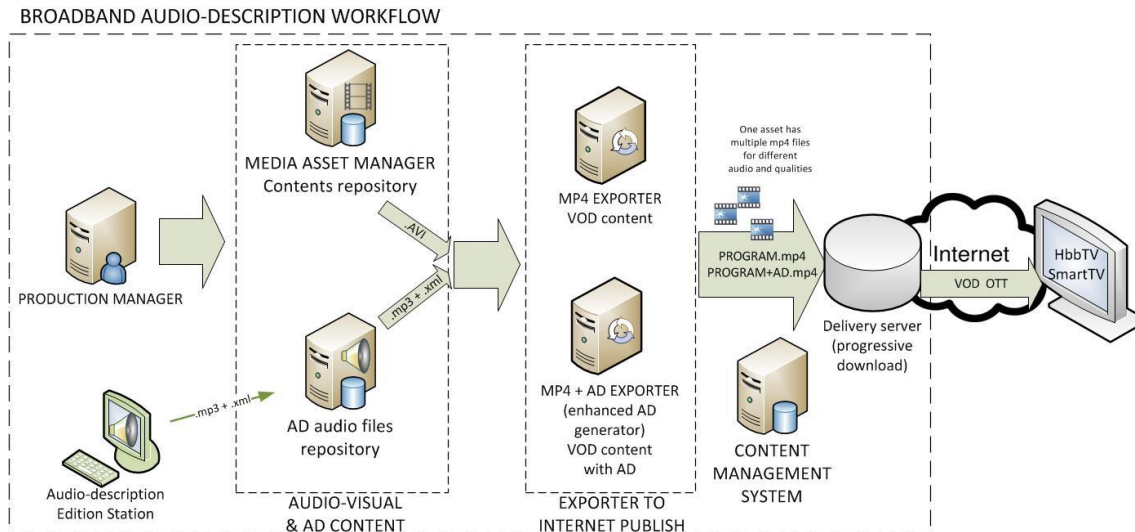 BROADBAND AUDIO-DESCRIPTION WORKFLOW
PRODUCTION MANAGER
.mp3 + .xml
Audio-description
Edition Station
MEDIA ASSET MANAGER
Contents repository
.AVI
.mp3 + .xml
AD audio files
repository
AUDIO-VISUAL
& AD CONTENT
MP4 EXPORTER
VOD content
MP4 + AD EXPORTER
(enhanced AD
generator)
VOD content
with AD
EXPORTER TO
INTERNET PUBLISH
One asset has
multiple mp4 files
for different
audio and qualities
PROGRAM.mp4
PROGRAM+AD.mp4
Delivery server
(progressive
download)
CONTENT
MANAGEMENT
SYSTEM
Internet
VOD OTT
HbbTV
SmartTV